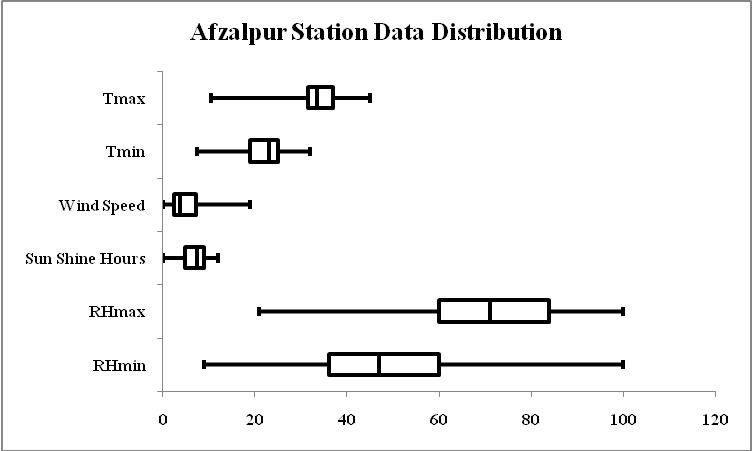 Afzalpur Station Data Distribution
Tmax
Tmin
Wind Speed
Sun Shine Hours
RHmax
RHmin
0 20 40 60 80 100 120